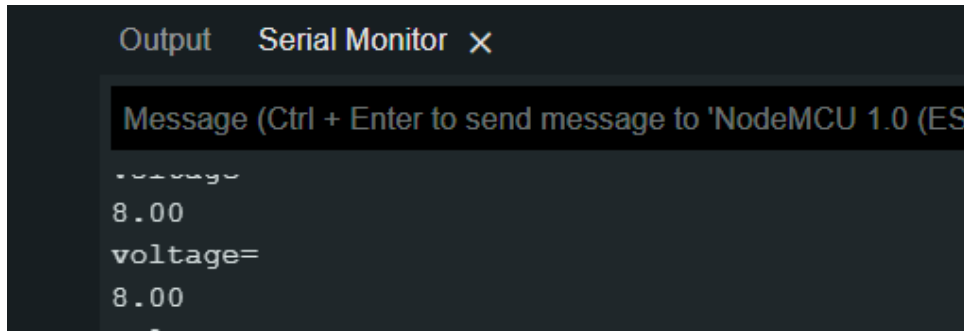 Output Serial Monitor ×
Message (Ctrl + Enter to send message to 'NodeMCU 1.0 (ES
8.00
voltage=
8.00